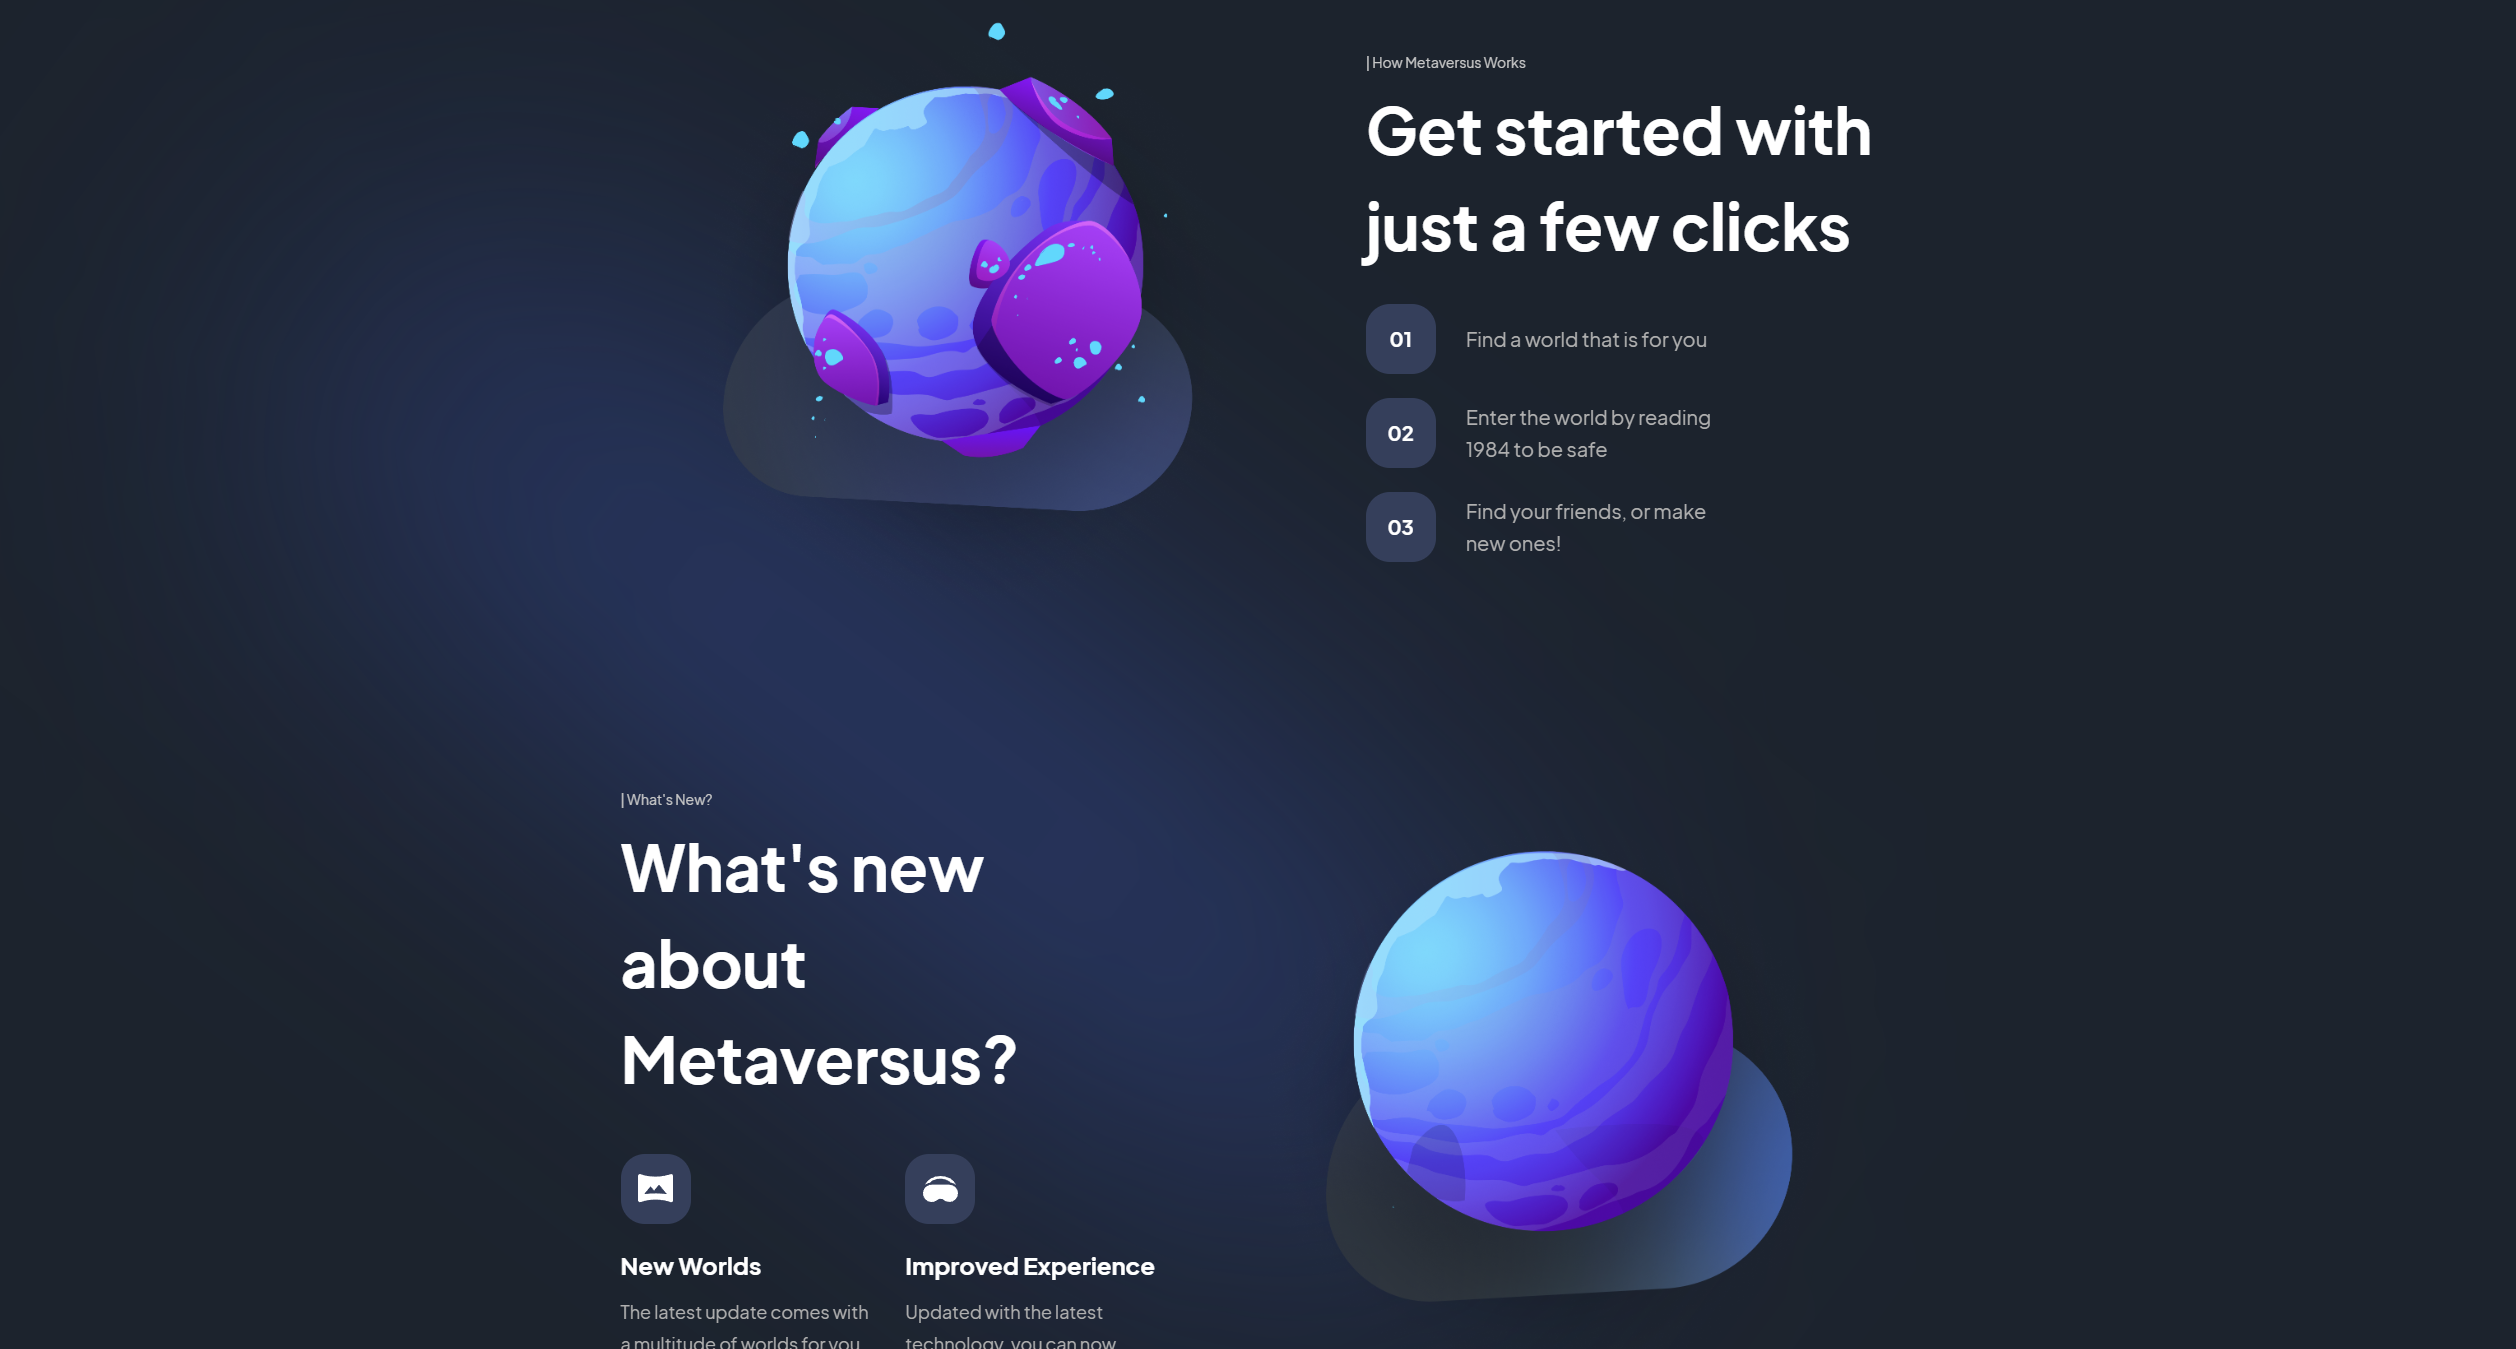 | How Metaversus Works
Get started with
just a few clicks
01
Find a world that is for you
02
Enter the world by reading
1984 to be safe
03
Find your friends, or make
new ones!
| What's New?
What's new
about
Metaversus?
New Worlds
The latest update comes with
a multitude of worlds for you
Improved Experience
Updated with the latest
technology, you can now